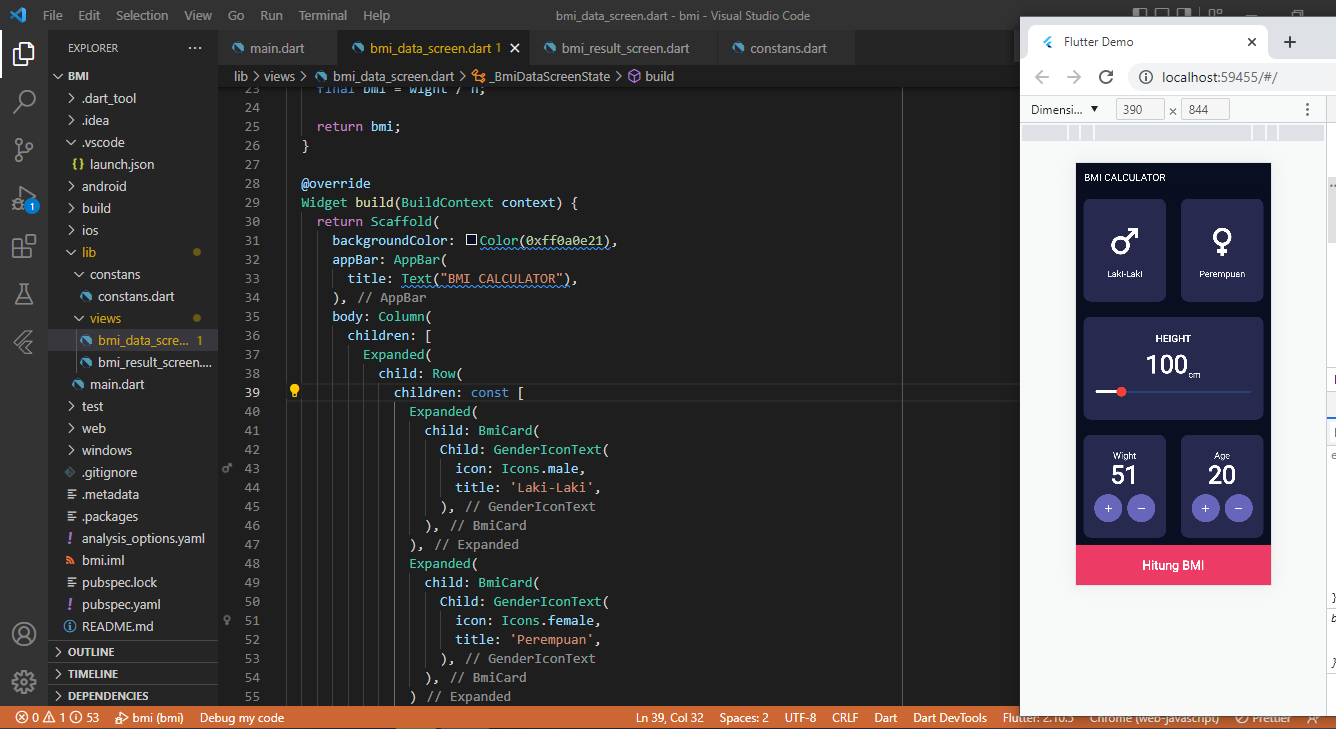 File Edit Selection View Go Run Terminal Help
bmi_data_screen.dart - bmi - Visual Studio Code
EXPLORER
BMI
.dart_tool
.idea
.vscode
launch.json
android
build
ios
lib
constans
constans.dart
views
bmi_data_scre... 1
bmi_result_screen....
main.dart
test
web
windows
.gitignore
.metadata
.packages
analysis_options.yaml
bmi.iml
pubspec.lock
pubspec.yaml
README.md
OUTLINE
TIMELINE
DEPENDENCIES
1
main.dart
bmi_data_screen.dart 1
bmi_result_screen.dart
constans.dart
lib > views > bmi_data_screen.dart > _BmiDataScreenState > build
23 final bmi = wight / h;
24
25 return bmi;
26 }
27
28 @override
29 Widget build(BuildContext context) {
30 return Scaffold(
31 backgroundColor: Color(0xff0a0e21),
32 appBar: AppBar(
33 title: Text("BMI CALCULATOR"),
34 ), // AppBar
35 body: Column(
36 children: [
37 Expanded(
38 child: Row(
39 children: const [
40 Expanded(
41 child: BmiCard(
42 Child: GenderIconText(
43 icon: Icons.male,
44 title: 'Laki-Laki',
45 ), // GenderIconText
46 ), // BmiCard
47 ), // Expanded
48 Expanded(
49 child: BmiCard(
50 Child: GenderIconText(
51 icon: Icons.female,
52 title: 'Perempuan',
53 ), // GenderIconText
54 ), // BmiCard
55 ) // Expanded
Flutter Demo
localhost:59455/#/
Dimensi... 390 × 844
BMI CALCULATOR
Laki-Laki
Perempuan
HEIGHT
100 cm
Wight
51
+ −
Age
20
+ −
Hitung BMI
0 1 53 bmi (bmi) Debug my code
Ln 39, Col 32 Spaces: 2 UTF-8 CRLF Dart Dart DevTools Flutter: 2.10.5 Chrome (web-javascript) Prettier